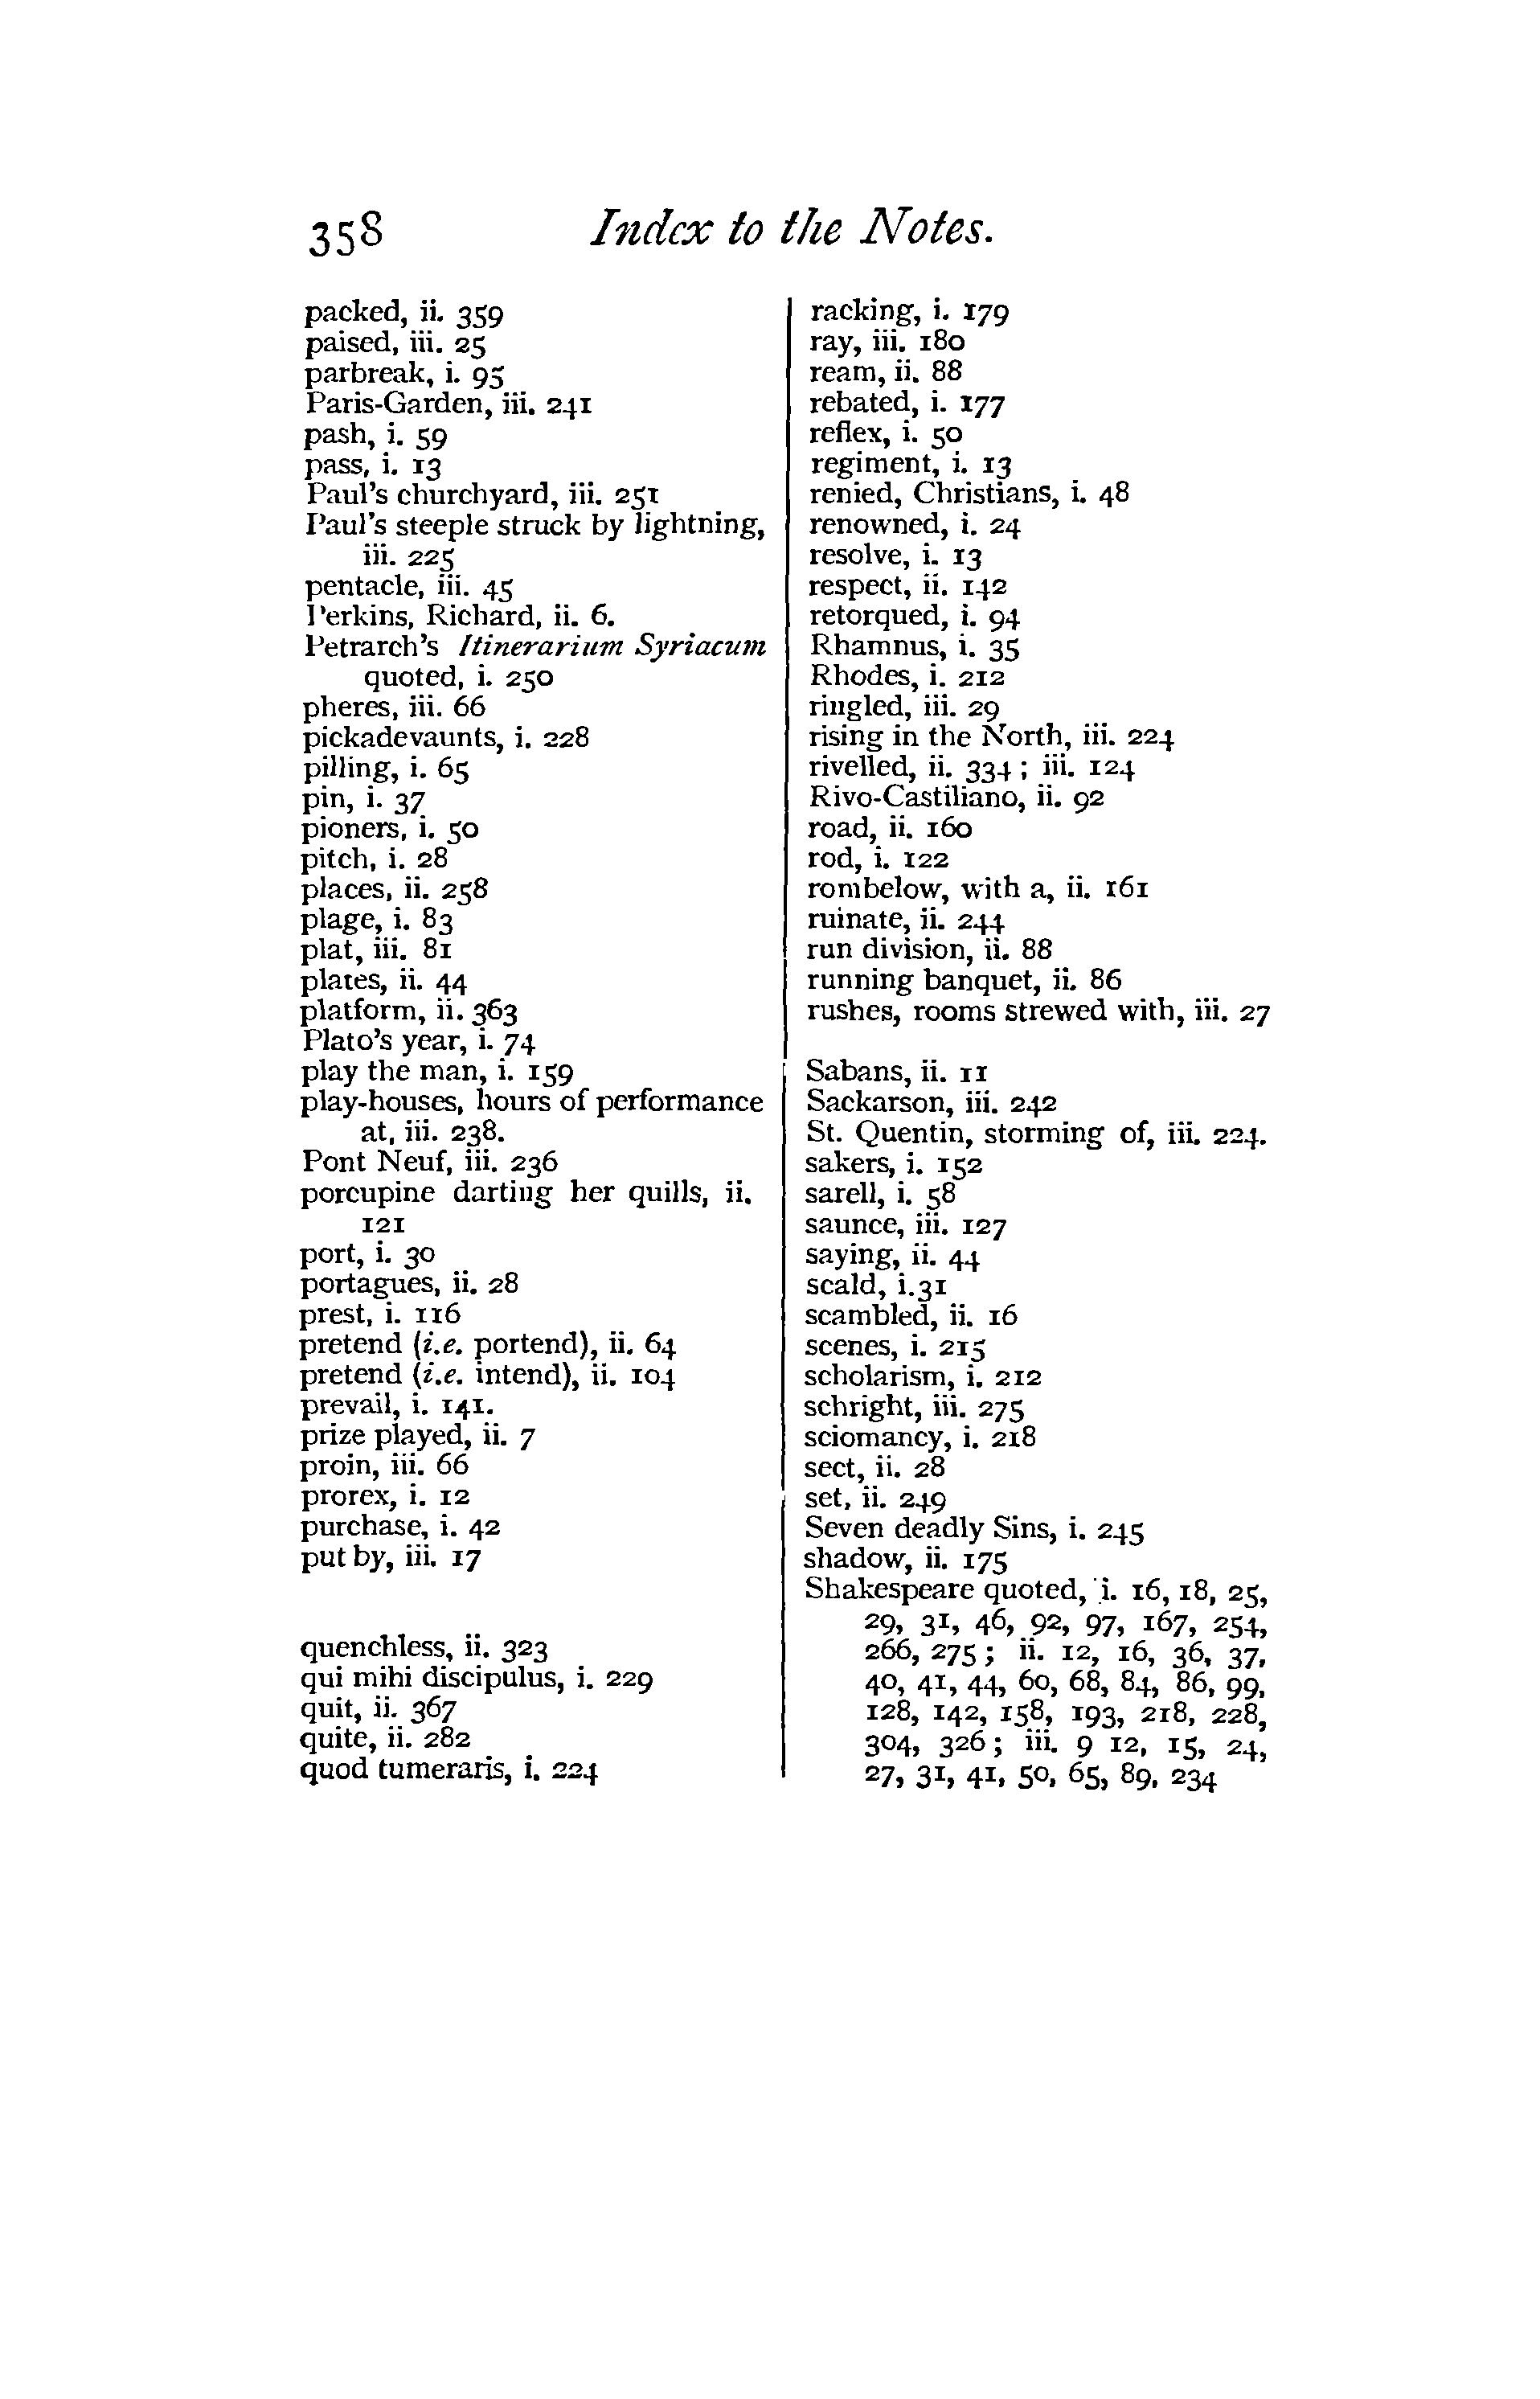 358 Index to the Notes.
packed, ii. 359
paised, iii. 25
parbreak, i. 95
Paris-Garden, iii. 241
pash, i. 59
pass, i. 13
Paul's churchyard, iii. 251
Paul's steeple struck by lightning,
iii. 225
pentacle, iii. 45
Perkins, Richard, ii. 6.
Petrarch's Itinerarium Syriacum
quoted, i. 250
pheres, iii. 66
pickadevaunts, i. 228
pilling, i. 65
pin, i. 37
pioners, i. 50
pitch, i. 28
places, ii. 258
plage, i. 83
plat, iii. 81
plates, ii. 44
platform, ii. 363
Plato's year, i. 74
play the man, i. 159
play-houses, hours of performance
at, iii. 238.
Pont Neuf, iii. 236
porcupine darting her quills, ii.
121
port, i. 30
portagues, ii. 28
prest, i. 116
pretend (i.e. portend), ii. 64
pretend (i.e. intend), ii. 104
prevail, i. 141.
prize played, ii. 7
proin, iii. 66
prorex, i. 12
purchase, i. 42
put by, iii. 17
quenchless, ii. 323
qui mihi discipulus, i. 229
quit, ii. 367
quite, ii. 282
quod tumeraris, i. 224
racking, i. 179
ray, iii. 180
ream, ii. 88
rebated, i. 177
reflex, i. 50
regiment, i. 13
renied, Christians, i. 48
renowned, i. 24
resolve, i. 13
respect, ii. 142
retorqued, i. 94
Rhamnus, i. 35
Rhodes, i. 212
ringled, iii. 29
rising in the North, iii. 224
rivelled, ii. 334; iii. 124
Rivo-Castiliano, ii. 92
road, ii. 160
rod, i. 122
rombelow, with a, ii. 161
ruinate, ii. 244
run division, ii. 88
running banquet, ii. 86
rushes, rooms strewed with, iii. 27
Sabans, ii. 11
Sackarson, iii. 242
St. Quentin, storming of, iii. 224.
sakers, i. 152
sarell, i. 58
saunce, iii. 127
saying, ii. 44
scald, i.31
scambled, ii. 16
scenes, i. 215
scholarism, i. 212
schright, iii. 275
sciomancy, i. 218
sect, ii. 28
set, ii. 249
Seven deadly Sins, i. 245
shadow, ii. 175
Shakespeare quoted, i. 16, 18, 25,
29, 31, 46, 92, 97, 167, 254,
266, 275; ii. 12, 16, 36, 37,
40, 41, 44, 60, 68, 84, 86, 99,
128, 142, 158, 193, 218, 228,
304, 326; iii. 9 12, 15, 24,
27, 31, 41, 50, 65, 89, 234